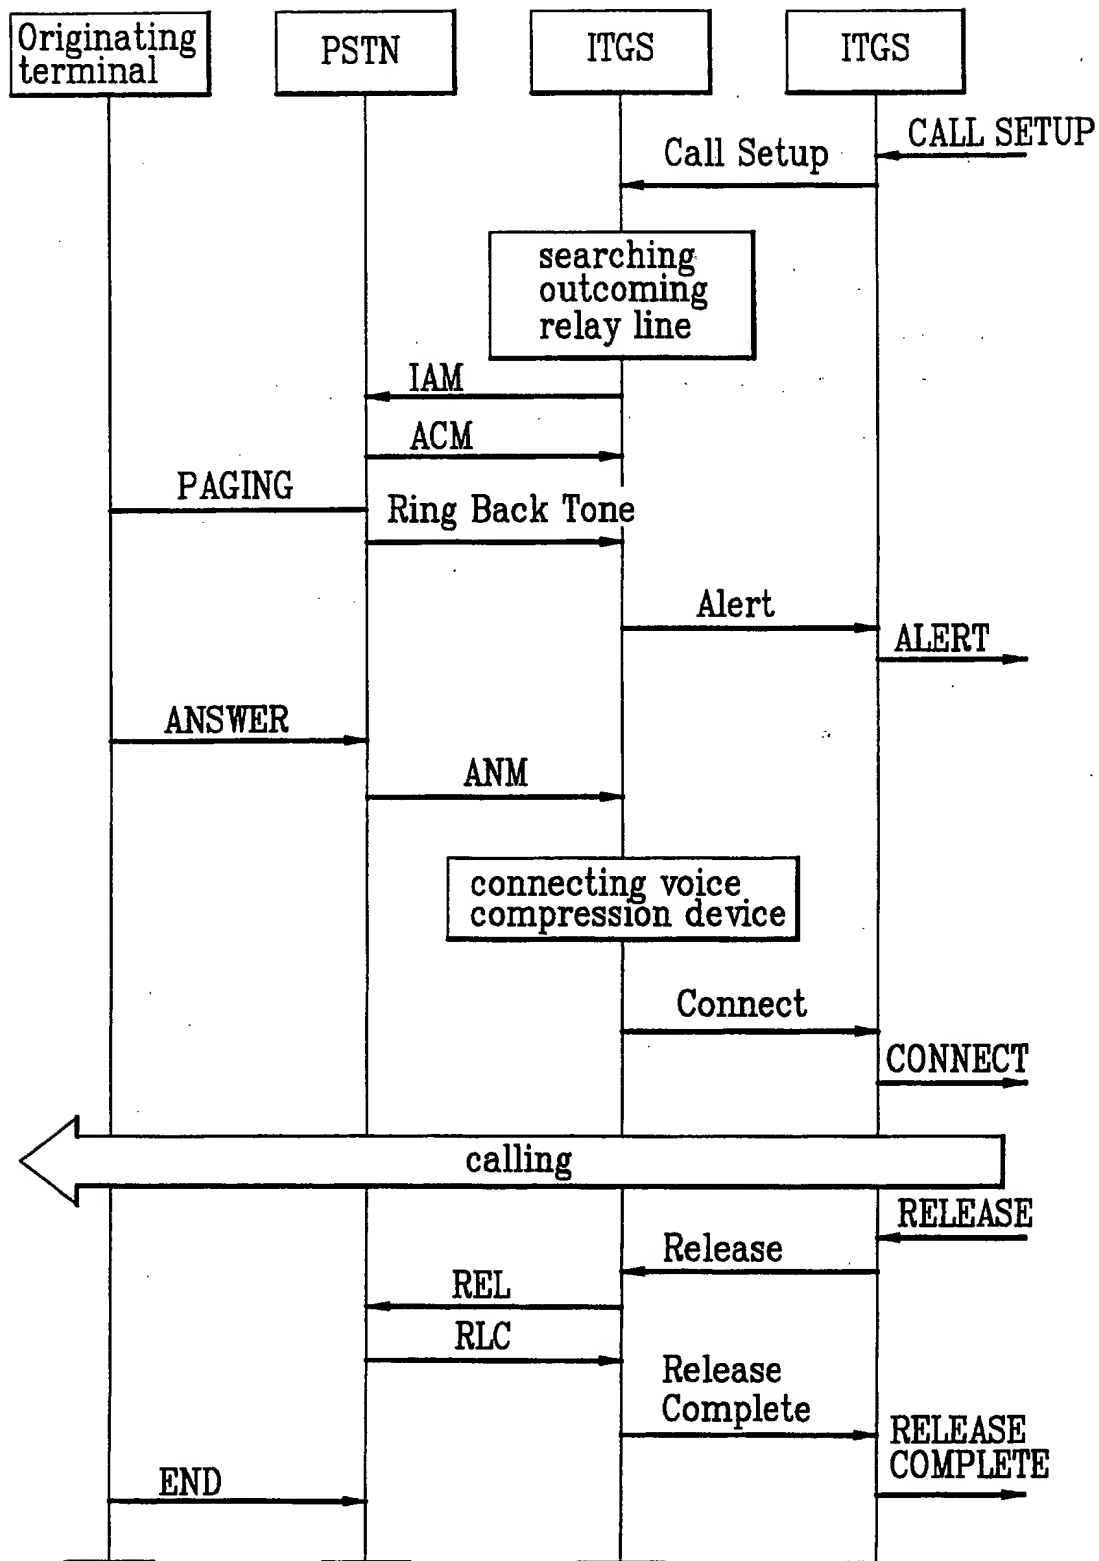 Originating
terminal
PSTN
ITGS
ITGS
CALL SETUP
Call Setup
searching
outcoming
relay line
IAM
ACM
PAGING
Ring Back Tone
Alert
ALERT
ANSWER
ANM
connecting voice
compression device
Connect
CONNECT
calling
RELEASE
Release
REL
RLC
Release
Complete
RELEASE
COMPLETE
END